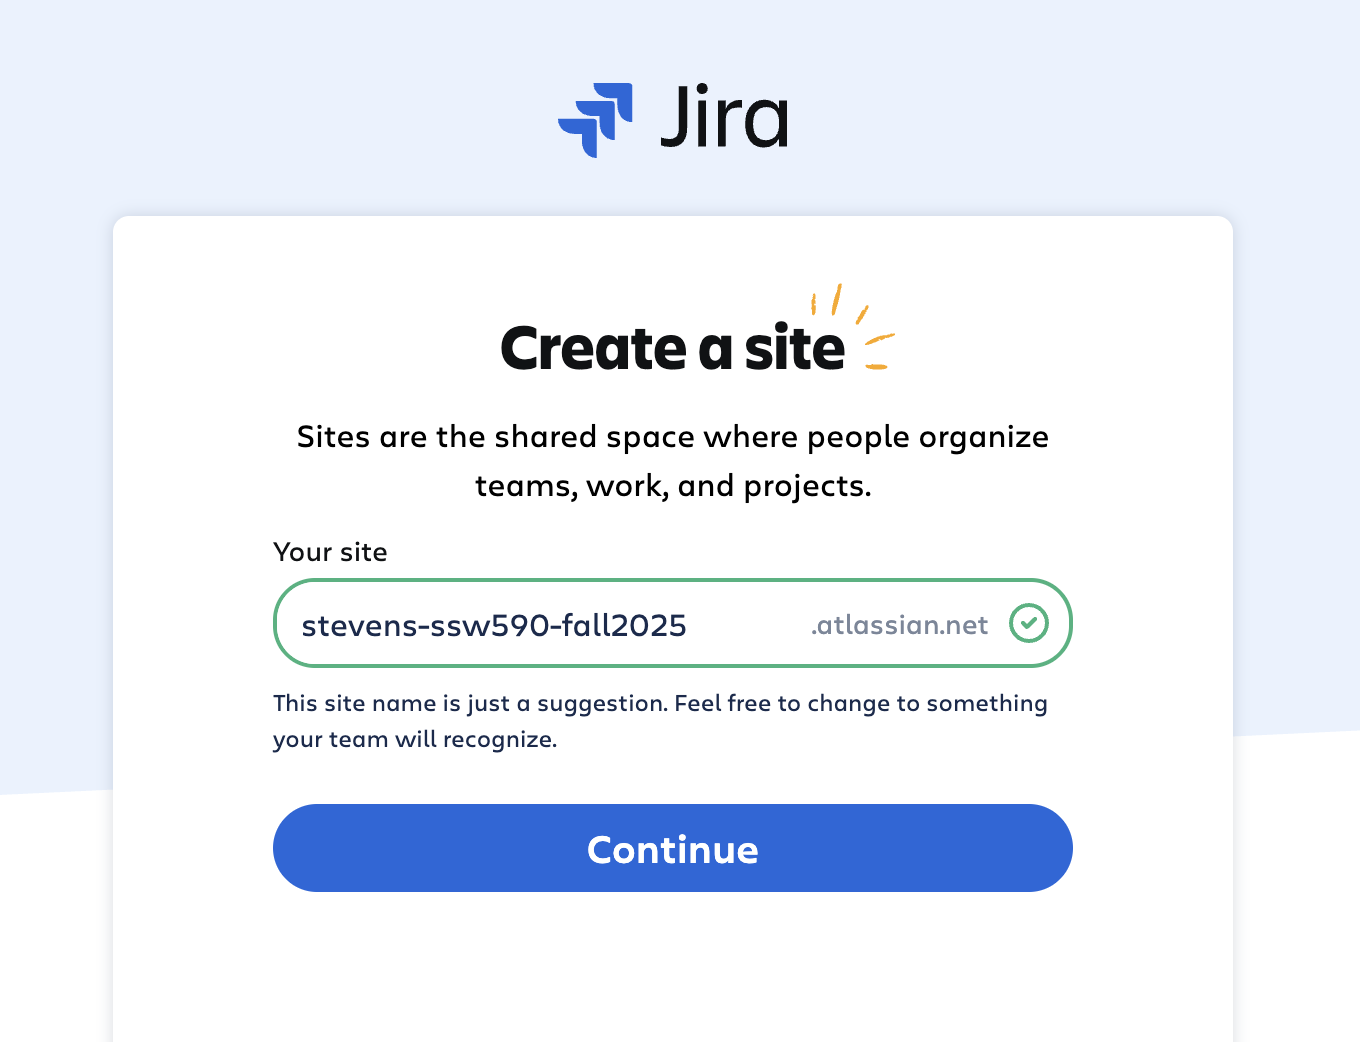 Jira
Create a site
Sites are the shared space where people organize
teams, work, and projects.
Your site
stevens-ssw590-fall2025 .atlassian.net
This site name is just a suggestion. Feel free to change to something
your team will recognize.
Continue